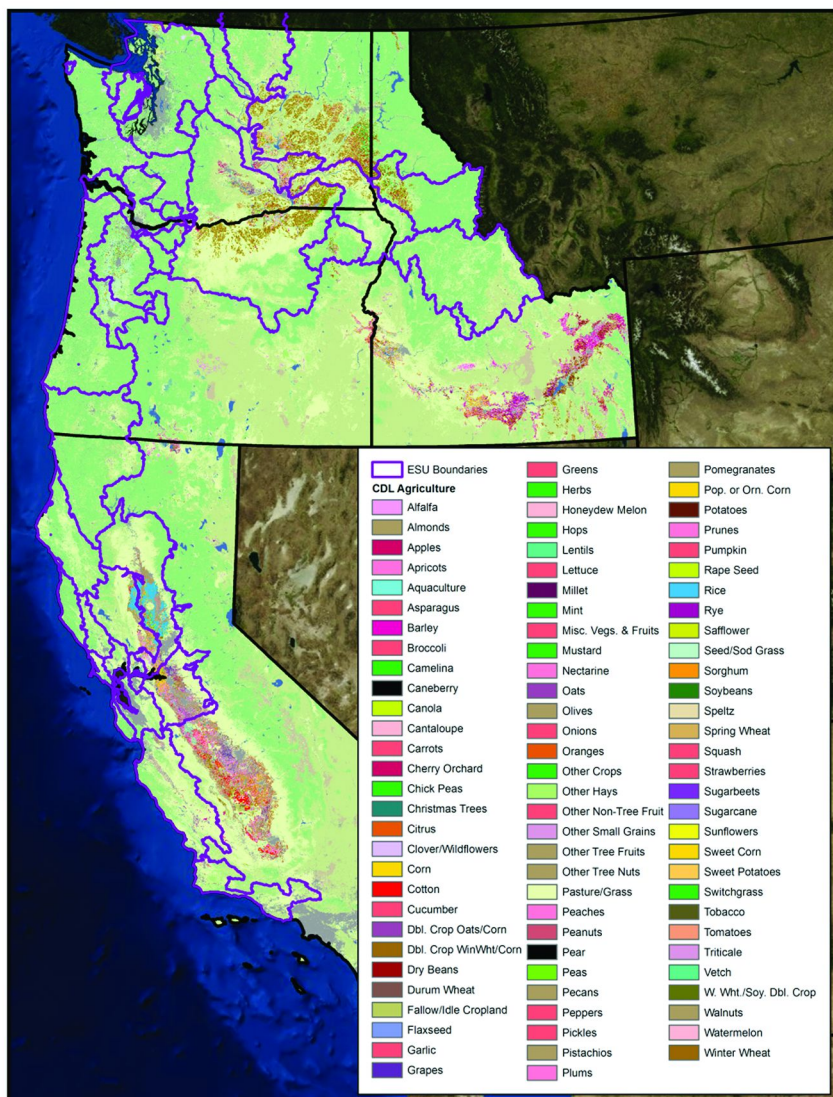 ESU Boundaries
CDL Agriculture
Alfalfa
Almonds
Apples
Apricots
Aquaculture
Asparagus
Barley
Broccoli
Camelina
Caneberry
Canola
Cantaloupe
Carrots
Cherry Orchard
Chick Peas
Christmas Trees
Citrus
Clover/Wildflowers
Corn
Cotton
Cucumber
Dbl. Crop Oats/Corn
Dbl. Crop WinWht/Corn
Dry Beans
Durum Wheat
Fallow/Idle Cropland
Flaxseed
Garlic
Grapes
Greens
Herbs
Honeydew Melon
Hops
Lentils
Lettuce
Millet
Mint
Misc. Vegs. & Fruits
Mustard
Nectarine
Oats
Olives
Onions
Oranges
Other Crops
Other Hays
Other Non-Tree Fruit
Other Small Grains
Other Tree Fruits
Other Tree Nuts
Pasture/Grass
Peaches
Peanuts
Pear
Peas
Pecans
Peppers
Pickles
Pistachios
Plums
Pomegranates
Pop. or Orn. Corn
Potatoes
Prunes
Pumpkin
Rape Seed
Rice
Rye
Safflower
Seed/Sod Grass
Sorghum
Soybeans
Speltz
Spring Wheat
Squash
Strawberries
Sugarbeets
Sugarcane
Sunflowers
Sweet Corn
Sweet Potatoes
Switchgrass
Tobacco
Tomatoes
Triticale
Vetch
W. Wht./Soy. Dbl. Crop
Walnuts
Watermelon
Winter Wheat